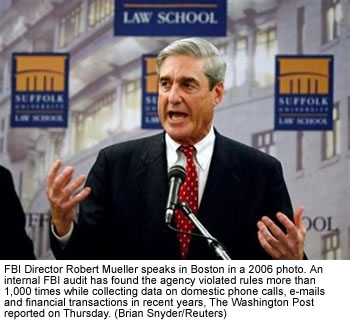 LAW SCHOOL
SUFFOLK
UNIVERSITY
LAW SCHOOL
SUFFOLK
UNIVERSITY
LAW SCHOOL
FBI Director Robert Mueller speaks in Boston in a 2006 photo. An
internal FBI audit has found the agency violated rules more than
1,000 times while collecting data on domestic phone calls, e-mails
and financial transactions in recent years, The Washington Post
reported on Thursday. (Brian Snyder/Reuters)